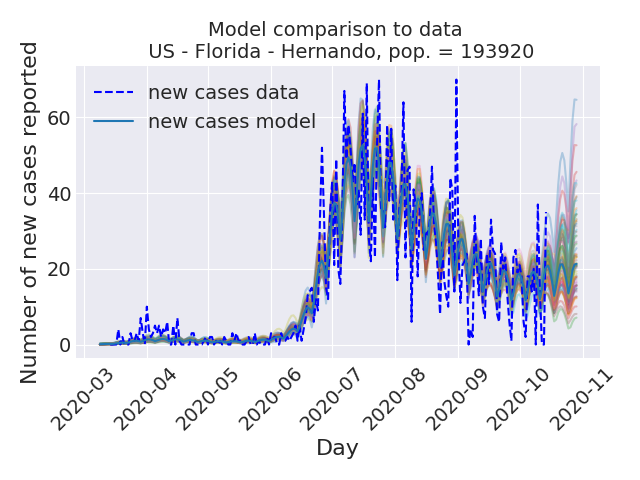 Model comparison to data
US - Florida - Hernando, pop. = 193920
Number of new cases reported
new cases data
new cases model
60
40
20
0
2020-03
2020-04
2020-05
2020-06
2020-07
2020-08
2020-09
2020-10
2020-11
Day